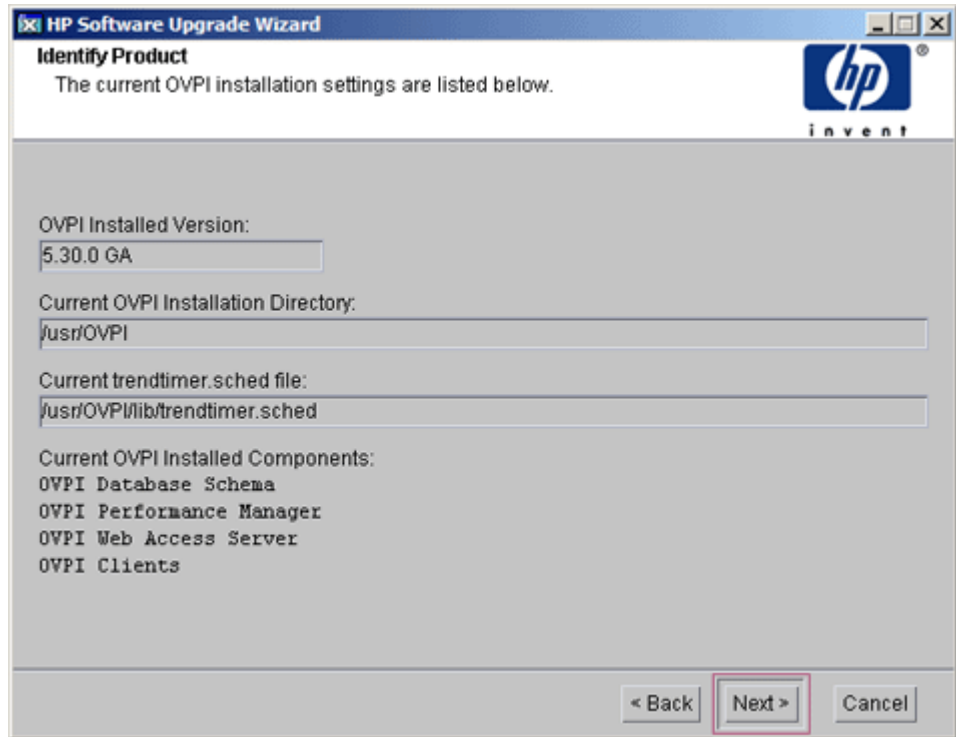 HP Software Upgrade Wizard
Identify Product
The current OVPI installation settings are listed below.
hp
®
invent
OVPI Installed Version:
5.30.0 GA
Current OVPI Installation Directory:
/usr/OVPI
Current trendtimer.sched file:
/usr/OVPI/lib/trendtimer.sched
Current OVPI Installed Components:
OVPI Database Schema
OVPI Performance Manager
OVPI Web Access Server
OVPI Clients
< Back
Next >
Cancel